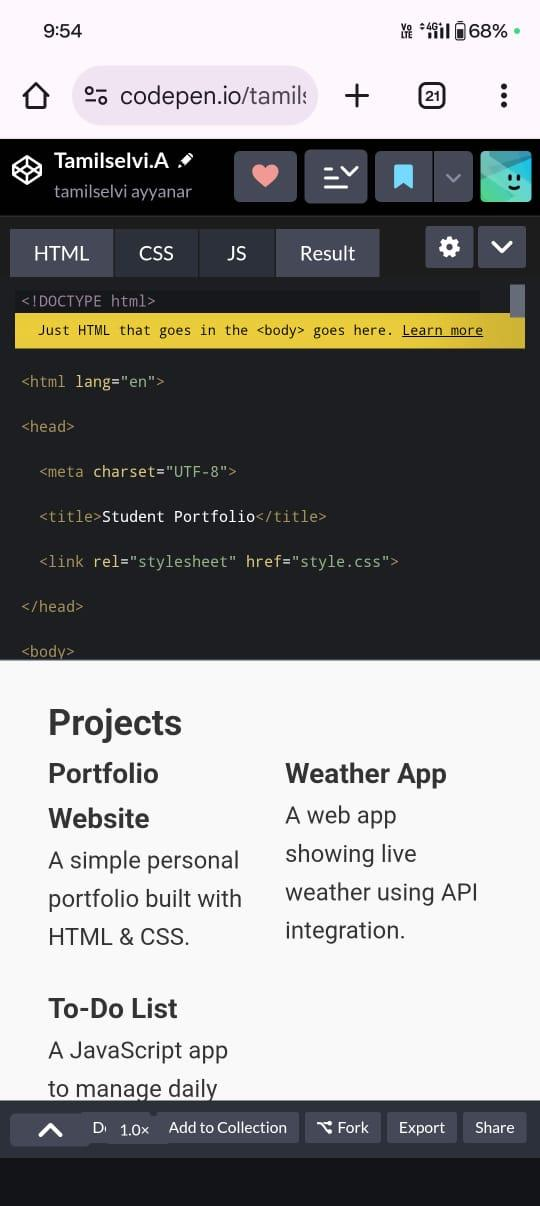 9:54
Vo LTE 4G+ 68%
codepen.io/tamils
21
Tamilselvi.A
tamilselvi ayyanar
HTML CSS JS Result
<!DOCTYPE html>
Just HTML that goes in the <body> goes here. Learn more
<html lang="en">
<head>
<meta charset="UTF-8">
<title>Student Portfolio</title>
<link rel="stylesheet" href="style.css">
</head>
<body>
Projects
Portfolio
Website
A simple personal
portfolio built with
HTML & CSS.
Weather App
A web app
showing live
weather using API
integration.
To-Do List
A JavaScript app
to manage daily
1.0× Add to Collection Fork Export Share